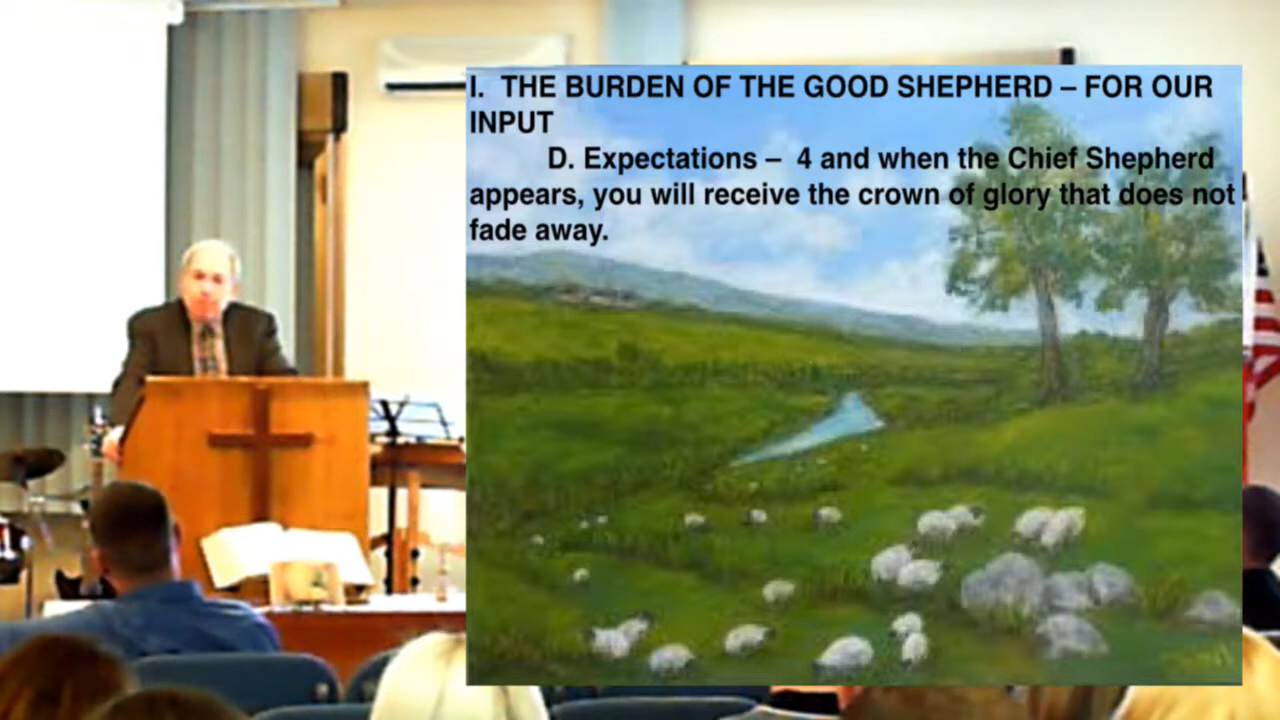 I. THE BURDEN OF THE GOOD SHEPHERD – FOR OUR
INPUT
D. Expectations – 4 and when the Chief Shepherd
appears, you will receive the crown of glory that does not
fade away.